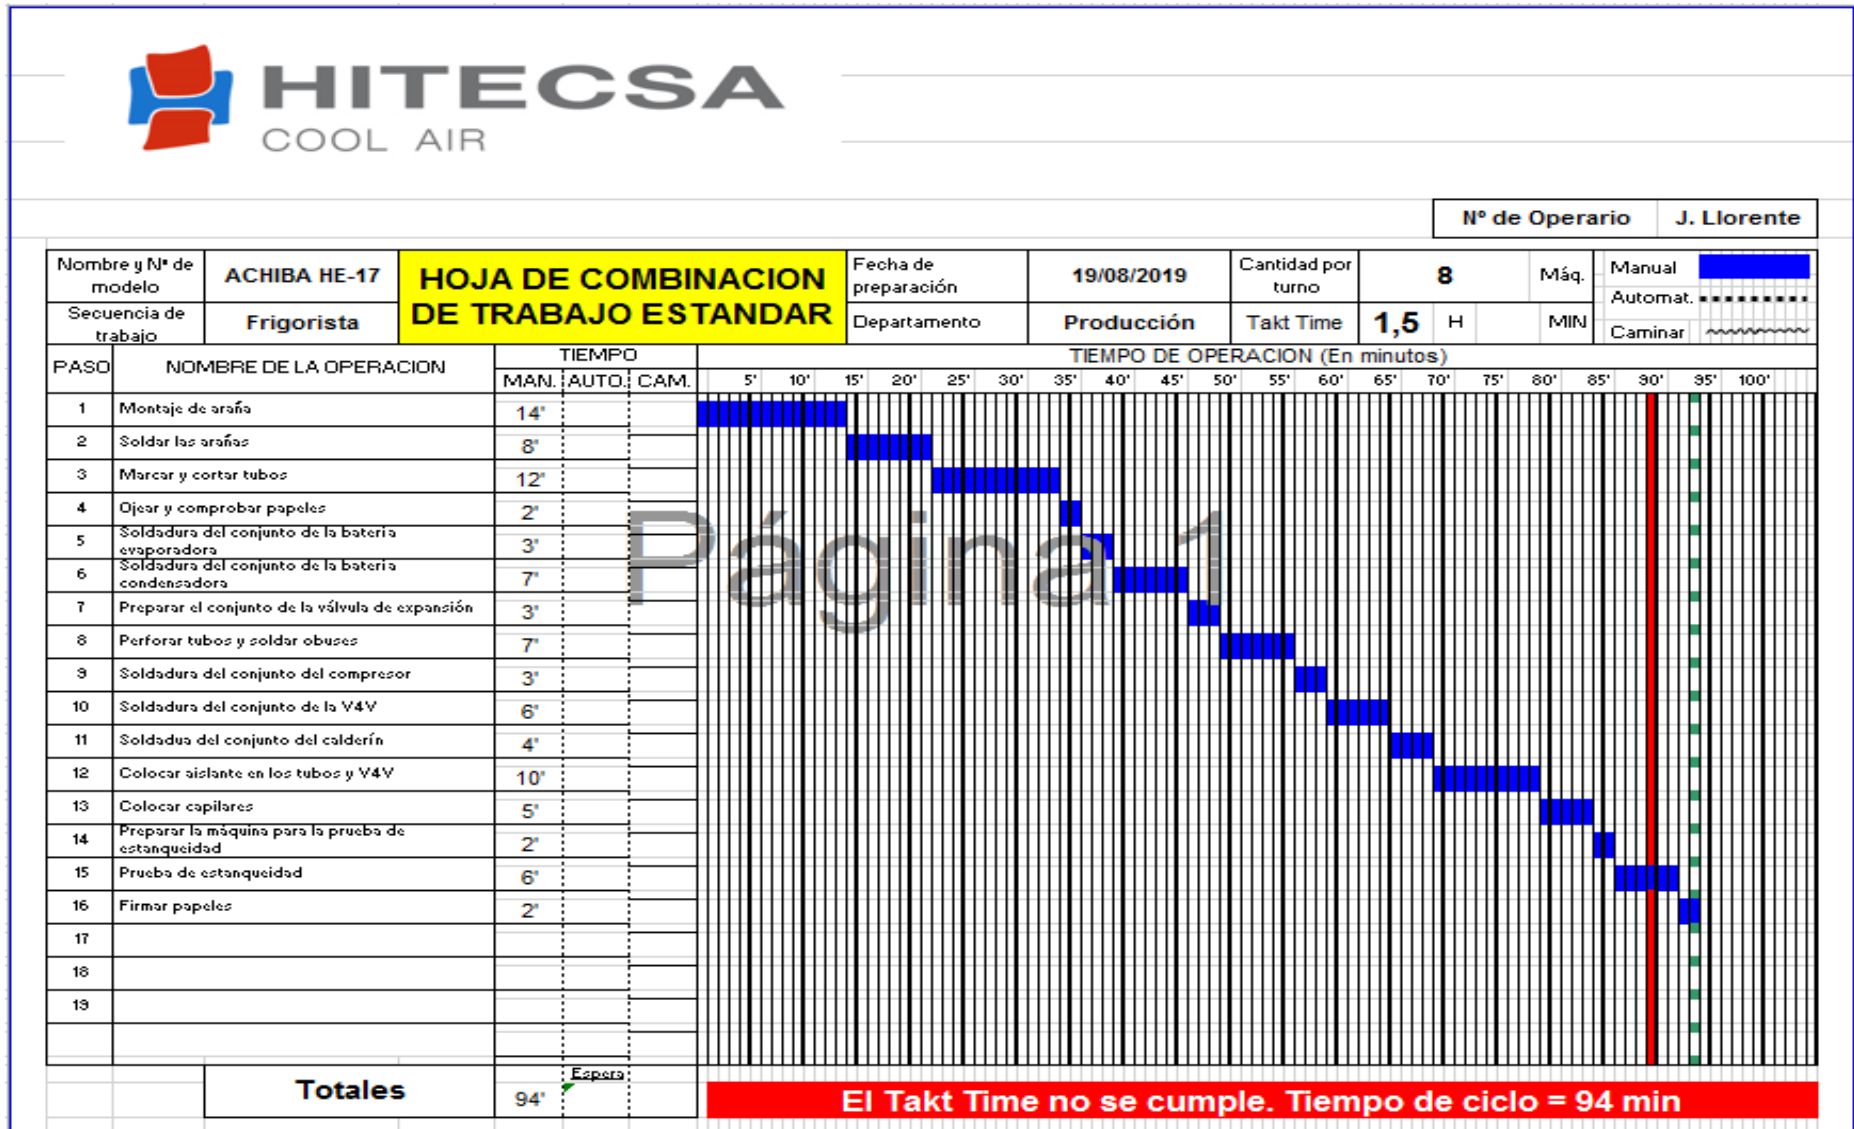 HITECSA
COOL AIR
Nº de Operario J. Llorente
Nombre y Nº de modelo ACHIBA HE-17 HOJA DE COMBINACION DE TRABAJO ESTANDAR Fecha de preparación 19/08/2019 Cantidad por turno 8 Máq. Manual
Automat.
Secuencia de trabajo Frigorista Departamento Producción Takt Time 1,5 H MIN Caminar
PASO NOMBRE DE LA OPERACION TIEMPO TIEMPO DE OPERACION (En minutos)
MAN. AUTO. CAM. 5' 10' 15' 20' 25' 30' 35' 40' 45' 50' 55' 60' 65' 70' 75' 80' 85' 90' 95' 100'
1 Montaje de araña 14'
2 Soldar las arañas 8'
3 Marcar y cortar tubos 12'
4 Ojear y comprobar papeles 2'
5 Soldadura del conjunto de la bateria evaporadora 3'
6 Soldadura del conjunto de la bateria condensadora 7'
7 Preparar el conjunto de la válvula de expansión 3'
8 Perforar tubos y soldar obuses 7'
9 Soldadura del conjunto del compresor 3'
10 Soldadura del conjunto de la V4V 6'
11 Soldadua del conjunto del calderín 4'
12 Colocar aislante en los tubos y V4V 10'
13 Colocar capilares 5'
14 Preparar la máquina para la prueba de estanqueidad 2'
15 Prueba de estanqueidad 6'
16 Firmar papeles 2'
17
18
19
Página 1
Espera
Totales 94' El Takt Time no se cumple. Tiempo de ciclo = 94 min